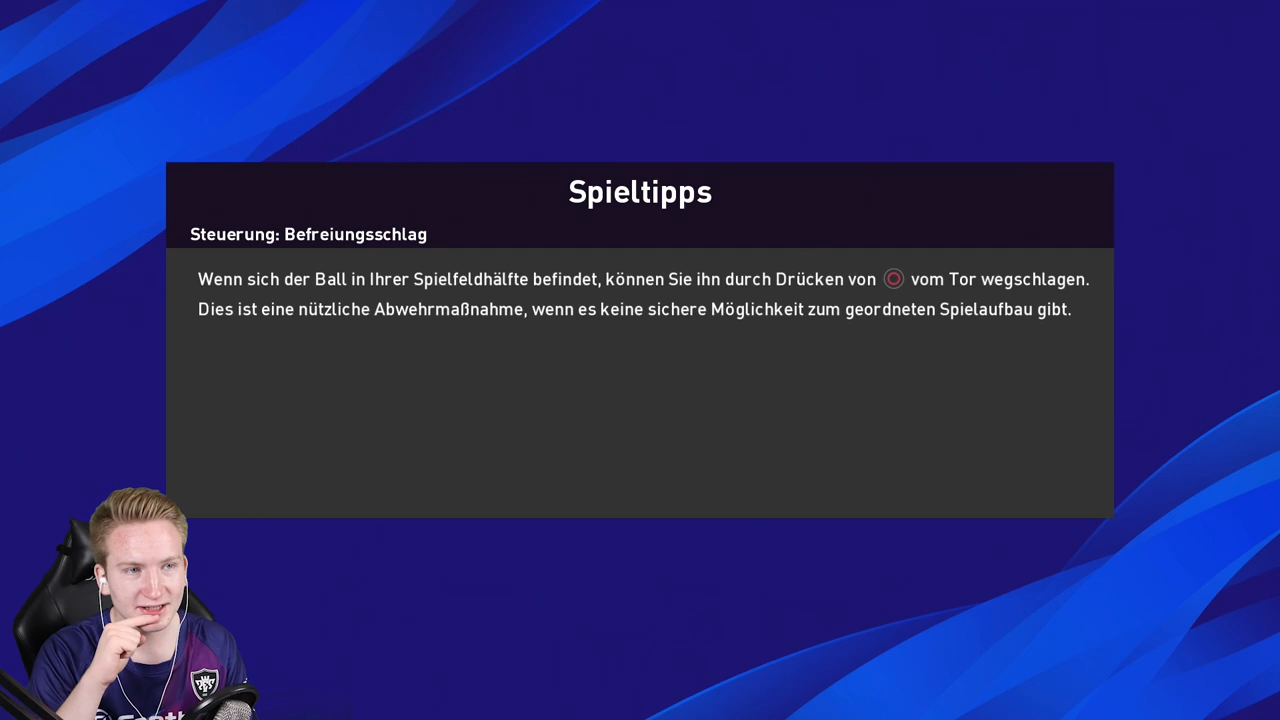 Spieltipps
Steuerung: Befreiungsschlag
Wenn sich der Ball in Ihrer Spielfeldhälfte befindet, können Sie ihn durch Drücken von vom Tor wegschlagen.
Dies ist eine nützliche Abwehrmaßnahme, wenn es keine sichere Möglichkeit zum geordneten Spielaufbau gibt.